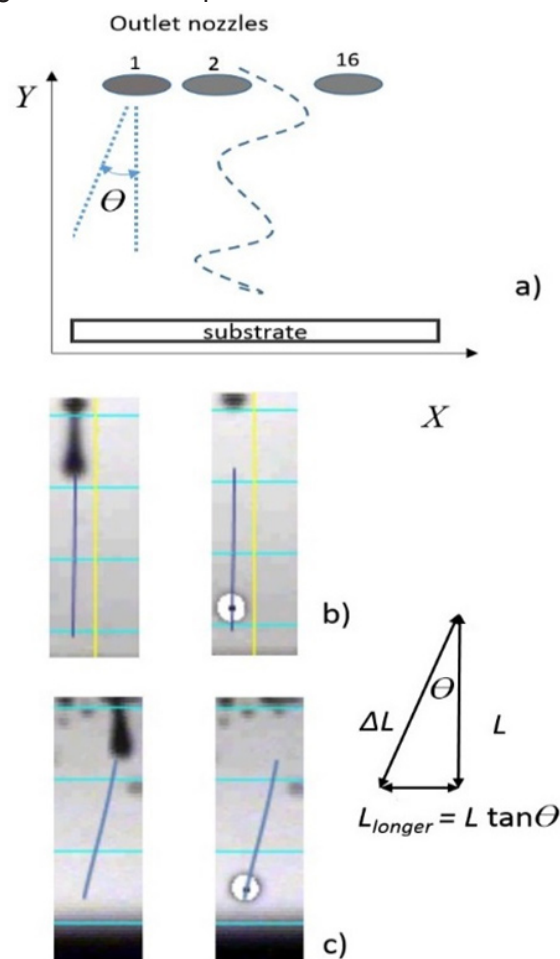 Outlet nozzles
1 2 16
Y
Θ
a)
substrate
X
b)
Θ
ΔL L
L_longer = L tanΘ
c)